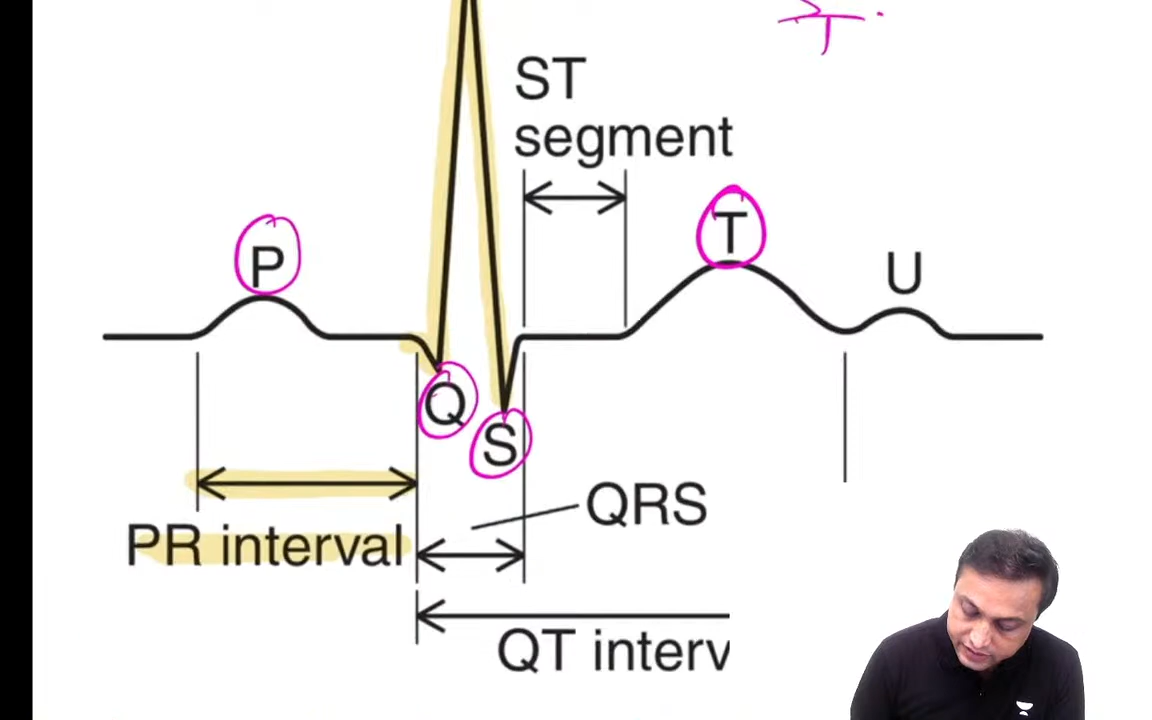 S
T
ST
segment
P
T
U
Q
S
QRS
PR interval
QT interv